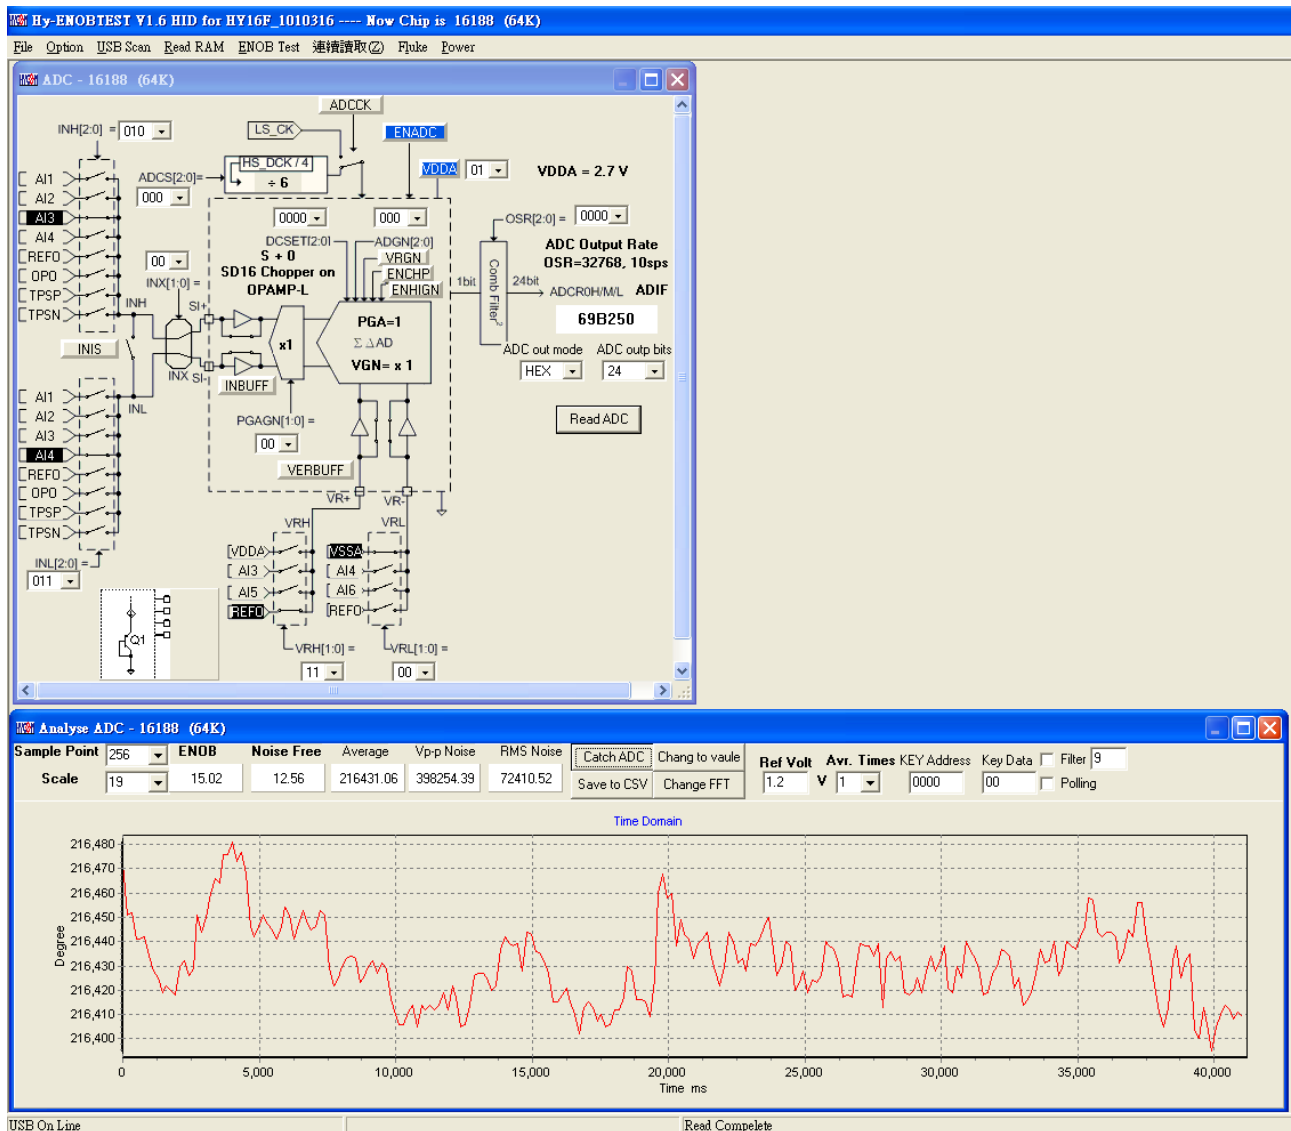 Hy-ENOBTEST V1.6 HID for HY16F_1010316 ---- Now Chip is 16188 (64K)
File Option USB Scan Read RAM ENOB Test 連續讀取(Z) Fluke Power
ADC - 16188 (64K)
ADCCK
INH[2:0] = 010
LS_CK
ENADC
HS_DCK / 4
÷ 6
VDDA 01
VDDA = 2.7 V
ADCS[2:0]=
000
AI1
AI2
AI3
AI4
REFO
OPO
TPSP
TPSN
0000
000
OSR[2:0] = 0000
DCSET[2:0]
ADGN[2:0]
S + 0
SD16 Chopper on
OPAMP-L
VRGN
ENCHP
ENHIGN
ADC Output Rate
OSR=32768, 10sps
00
INX[1:0] =
1bit
Comb Filter²
24bit
ADCR0H/M/L
ADIF
69B250
INH
SI+
PGA=1
ΣΔAD
VGN= x 1
x1
INIS
INX
SI-
INBUFF
ADC out mode
ADC outp bits
HEX
24
Read ADC
AI1
AI2
AI3
AI4
REFO
OPO
TPSP
TPSN
INL
PGAGN[1:0] =
00
VERBUFF
VR+
VR-
VRH
VRL
VDDA
AI3
AI5
REFO
VSSA
AI4
AI6
REFO
INL[2:0] =
011
Q1
VRH[1:0] =
11
VRL[1:0] =
00
Analyse ADC - 16188 (64K)
Sample Point 256
Scale 19
ENOB
15.02
Noise Free
12.56
Average
216431.06
Vp-p Noise
398254.39
RMS Noise
72410.52
Catch ADC
Chang to vaule
Save to CSV
Change FFT
Ref Volt
1.2 V
Avr. Times
1
KEY Address
0000
Key Data
00
Filter 9
Polling
Time Domain
Degree
216,480
216,470
216,460
216,450
216,440
216,430
216,420
216,410
216,400
0 5,000 10,000 15,000 20,000 25,000 30,000 35,000 40,000
Time ms
USB On Line
Read Compelete